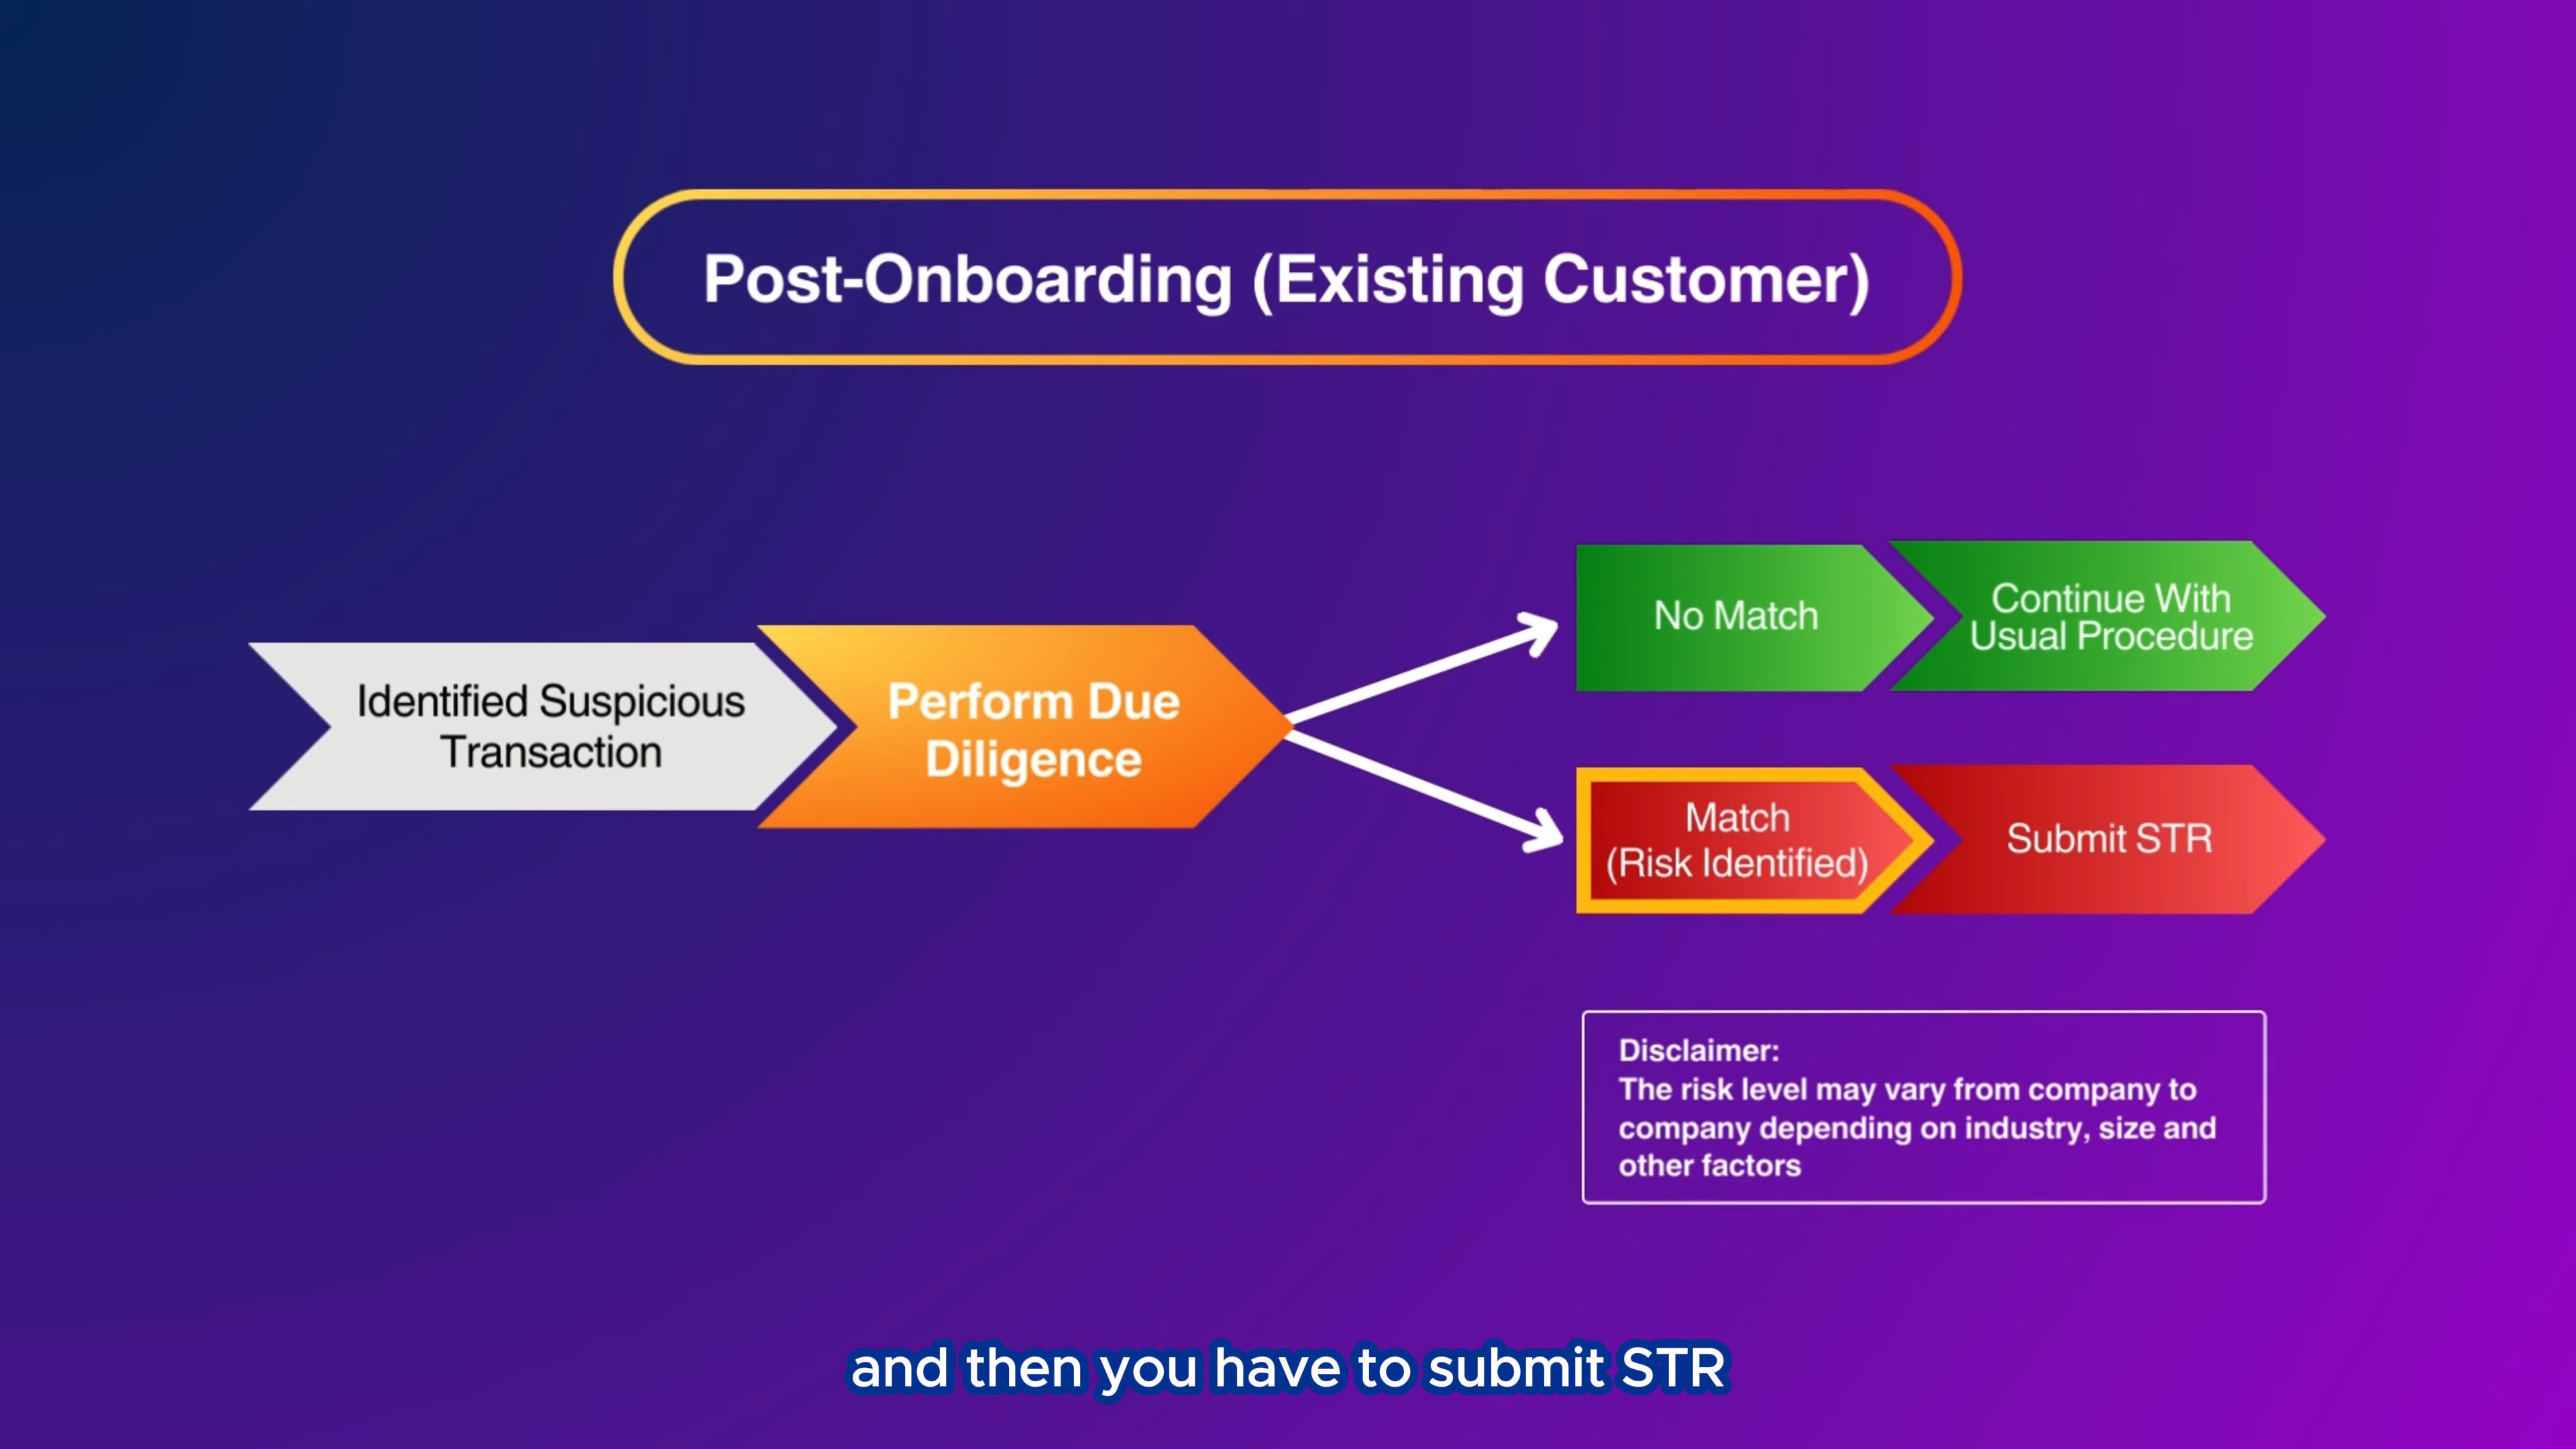 Post-Onboarding (Existing Customer)
Identified Suspicious
Transaction
Perform Due
Diligence
No Match
Continue With
Usual Procedure
Match
(Risk Identified)
Submit STR
Disclaimer:
The risk level may vary from company to
company depending on industry, size and
other factors
and then you have to submit STR